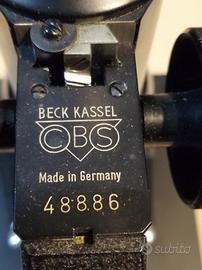 BECK KASSEL
CBS
Made in Germany
48886
subito